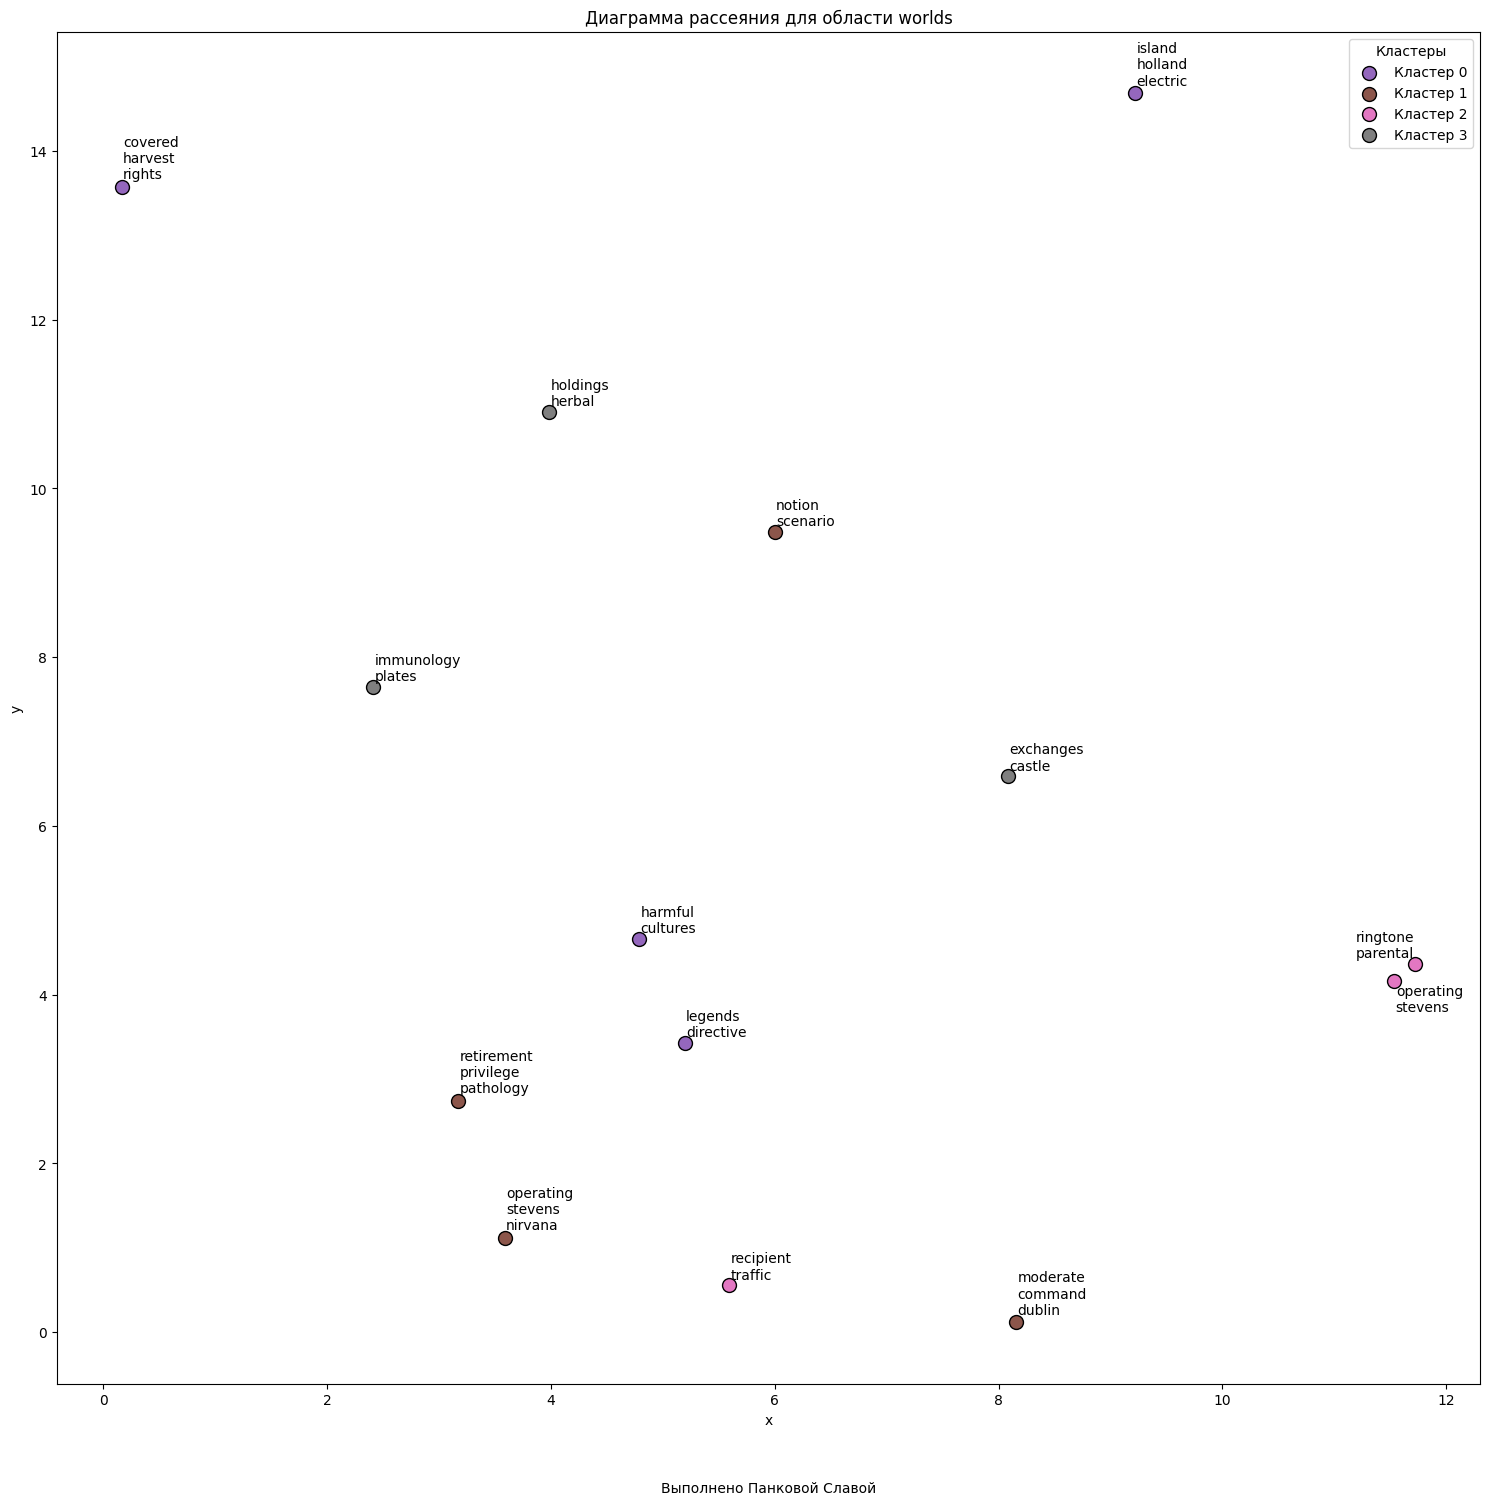 Диаграмма рассеяния для области worlds
island
holland
electric
Кластеры
Кластер 0
Кластер 1
Кластер 2
Кластер 3
covered
harvest
rights
holdings
herbal
notion
scenario
immunology
plates
exchanges
castle
harmful
cultures
ringtone
parental
operating
stevens
legends
directive
retirement
privilege
pathology
operating
stevens
nirvana
recipient
traffic
moderate
command
dublin
14
12
10
8
6
4
2
0
y
0 2 4 6 8 10 12
x
Выполнено Панковой Славой